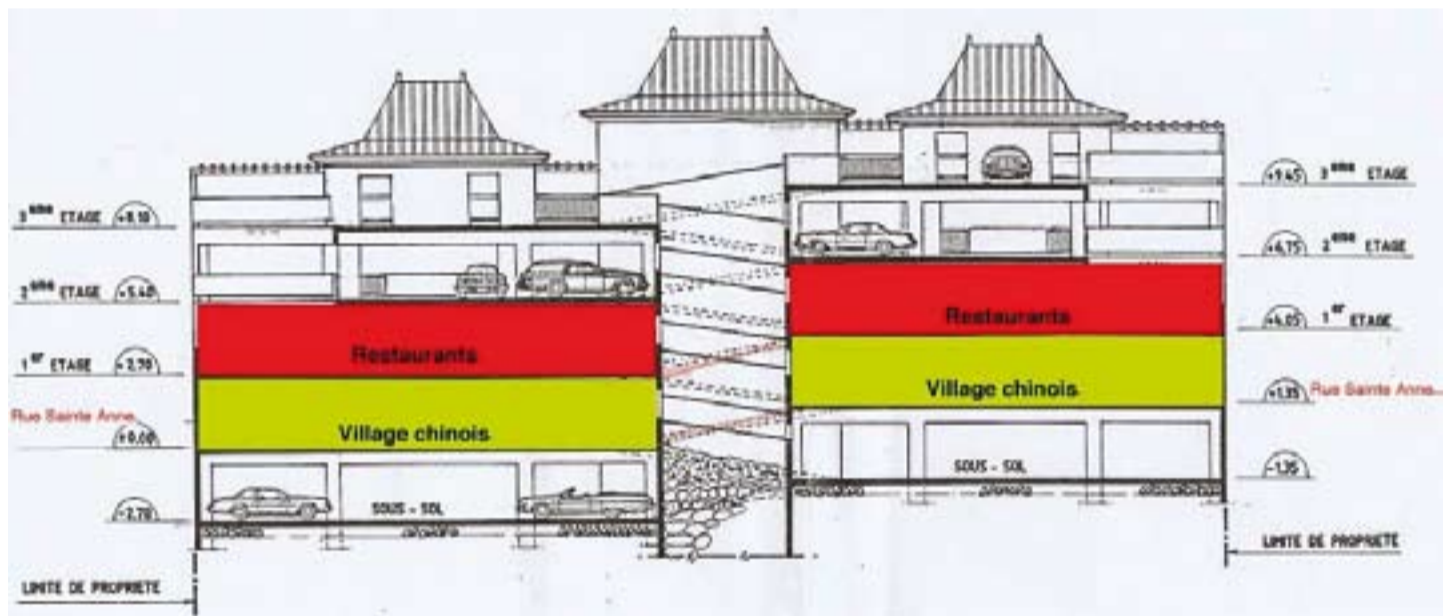 3ème ETAGE +8.10
2ème ETAGE +5.40
1er ETAGE +2.70
Rue Sainte Anne
±0.00
-2.70
LIMITE DE PROPRIETE
Restaurants
Village chinois
SOUS - SOL
Restaurants
Village chinois
SOUS - SOL
+9.45 3ème ETAGE
+6.75 2ème ETAGE
+4.05 1er ETAGE
+1.35 Rue Sainte Anne...
-1.35
LIMITE DE PROPRIETE